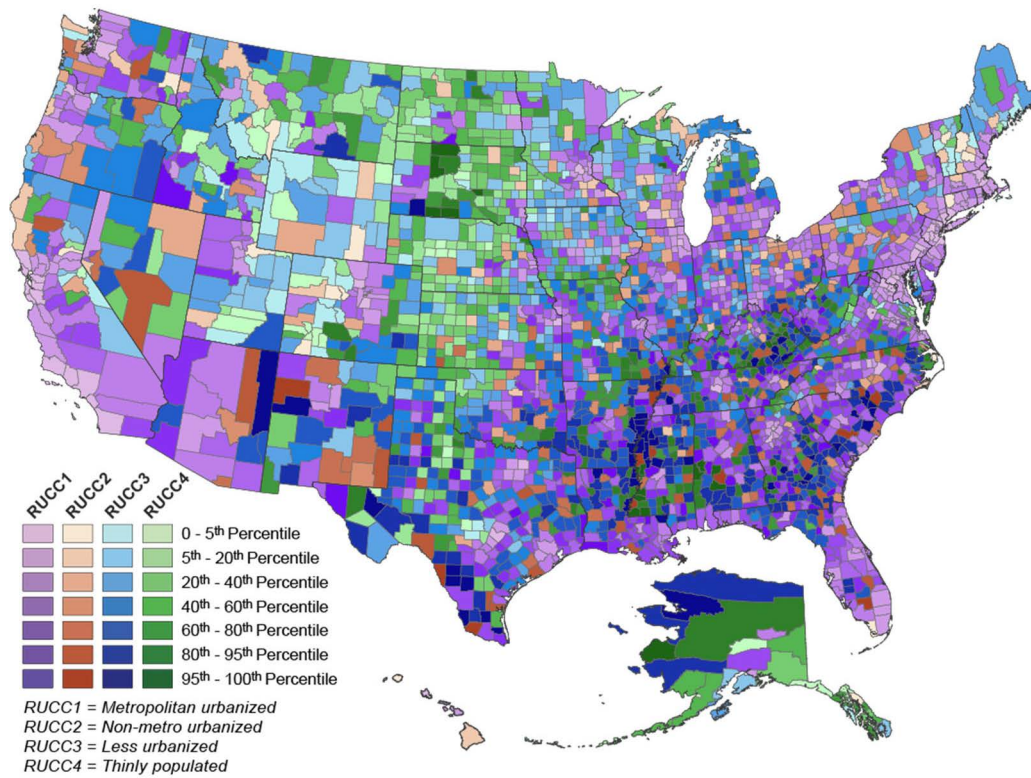 RUCC1 RUCC2 RUCC3 RUCC4
0 - 5th Percentile
5th - 20th Percentile
20th - 40th Percentile
40th - 60th Percentile
60th - 80th Percentile
80th - 95th Percentile
95th - 100th Percentile
RUCC1 = Metropolitan urbanized
RUCC2 = Non-metro urbanized
RUCC3 = Less urbanized
RUCC4 = Thinly populated